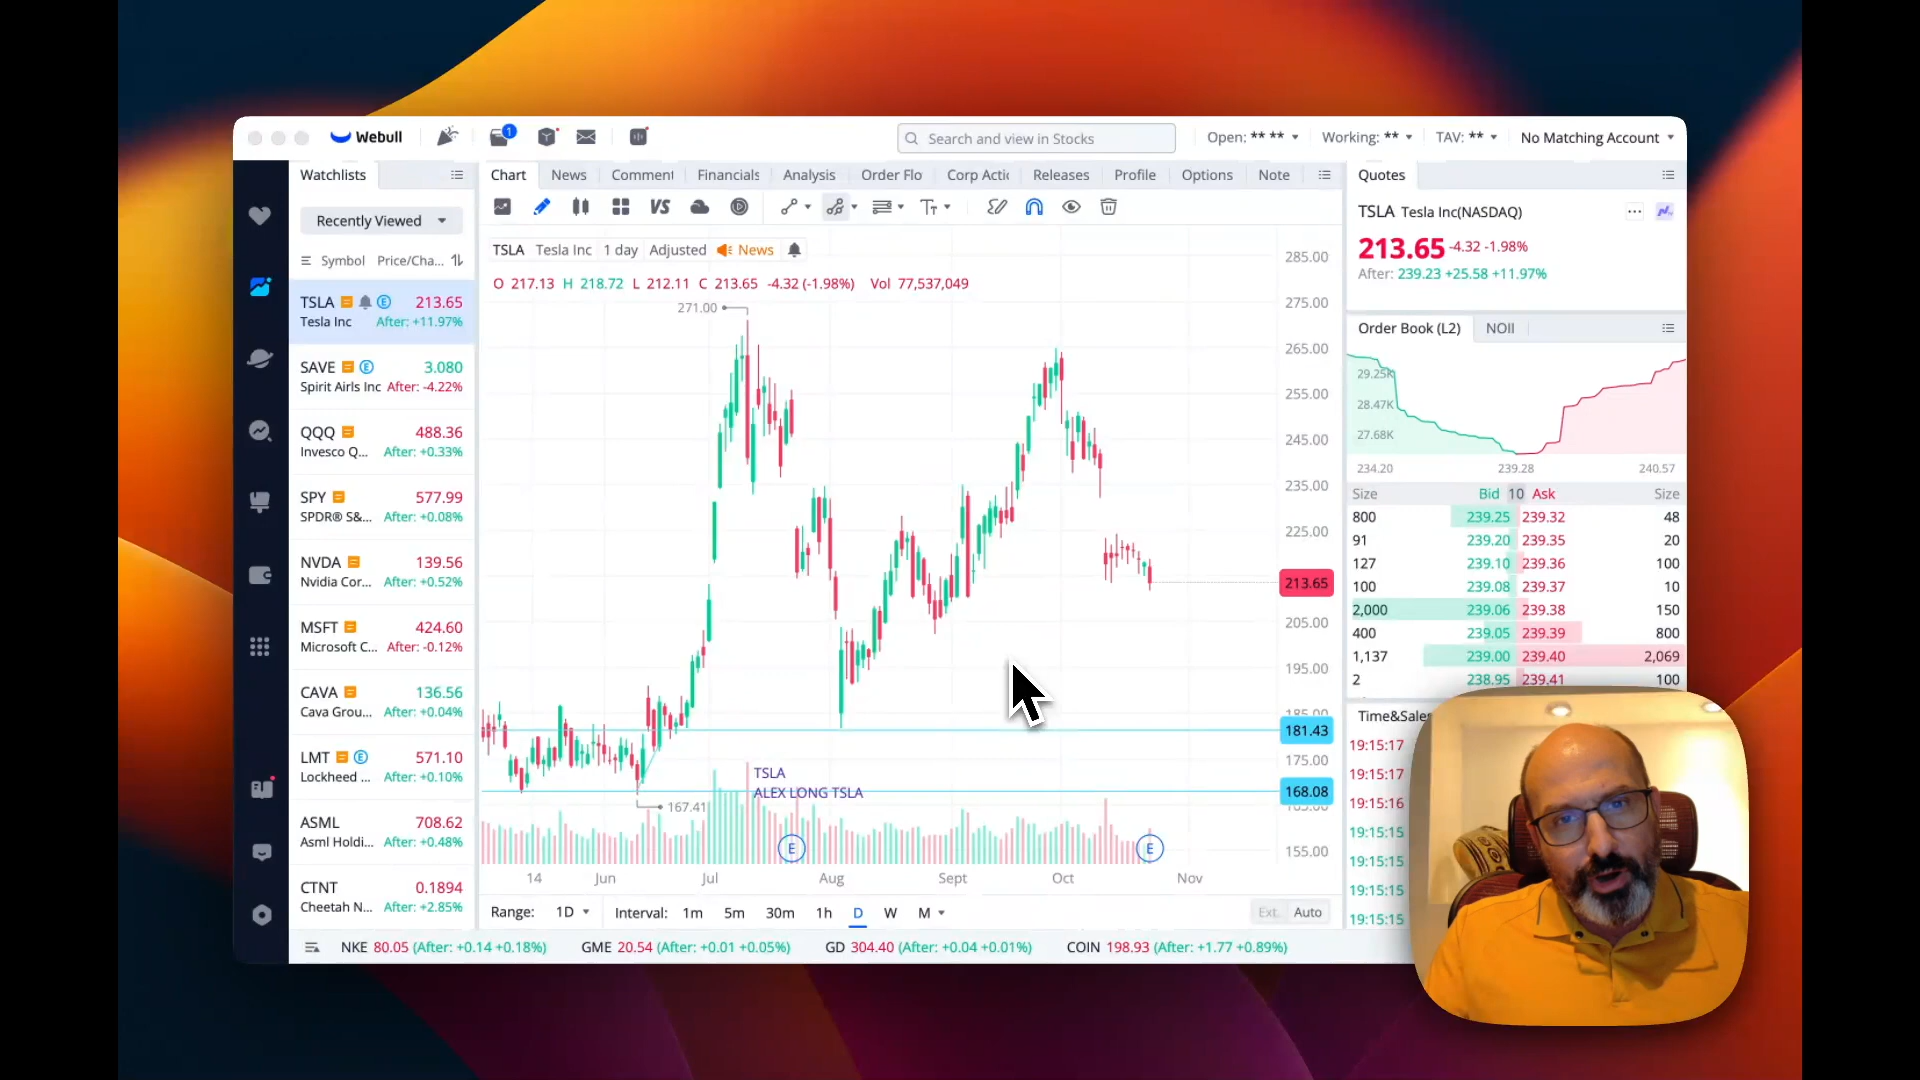 Webull
1
Search and view in Stocks
Open: ** **
Working: **
TAV: **
No Matching Account
Watchlists
Recently Viewed
Symbol Price/Cha...
TSLA E 213.65
Tesla Inc After: +11.97%
SAVE E 3.080
Spirit Airls Inc After: -4.22%
QQQ 488.36
Invesco Q... After: +0.33%
SPY 577.99
SPDR® S&... After: +0.08%
NVDA 139.56
Nvidia Cor... After: +0.52%
MSFT 424.60
Microsoft C... After: -0.12%
CAVA 136.56
Cava Grou... After: +0.04%
LMT E 571.10
Lockheed ... After: +0.10%
ASML 708.62
Asml Holdi... After: +0.48%
CTNT 0.1894
Cheetah N... After: +2.85%
Chart News Comment Financials Analysis Order Flo Corp Actic Releases Profile Options Note
VS
TT
TSLA Tesla Inc 1 day Adjusted News
O 217.13 H 218.72 L 212.11 C 213.65 -4.32 (-1.98%) Vol 77,537,049
271.00
285.00
275.00
265.00
255.00
245.00
235.00
225.00
213.65
205.00
195.00
185.00
181.43
175.00
168.08
165.00
155.00
TSLA
ALEX LONG TSLA
167.41
E E
14 Jun Jul Aug Sept Oct Nov
Range: 1D Interval: 1m 5m 30m 1h D W M
Ext. Auto
NKE 80.05 (After: +0.14 +0.18%) GME 20.54 (After: +0.01 +0.05%) GD 304.40 (After: +0.04 +0.01%) COIN 198.93 (After: +1.77 +0.89%)
Quotes
TSLA Tesla Inc(NASDAQ)
213.65 -4.32 -1.98%
After: 239.23 +25.58 +11.97%
Order Book (L2) NOII
29.25K
28.47K
27.68K
234.20 239.28 240.57
Size Bid 10 Ask Size
800 239.25 239.32 48
91 239.20 239.35 20
127 239.10 239.36 100
100 239.08 239.37 10
2,000 239.06 239.38 150
400 239.05 239.39 800
1,137 239.00 239.40 2,069
2 238.95 239.41 100
Time&Sales
19:15:17
19:15:17
19:15:16
19:15:15
19:15:15
19:15:15
19:15:15